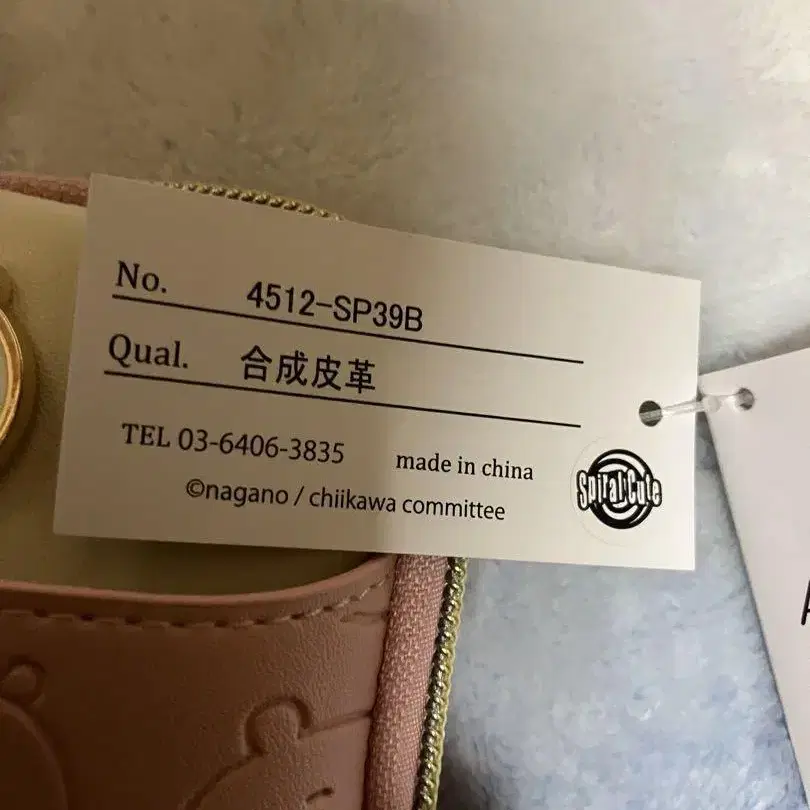 No. 4512-SP39B
Qual. 合成皮革
TEL 03-6406-3835 made in china
©nagano / chiikawa committee
Spiral Cute